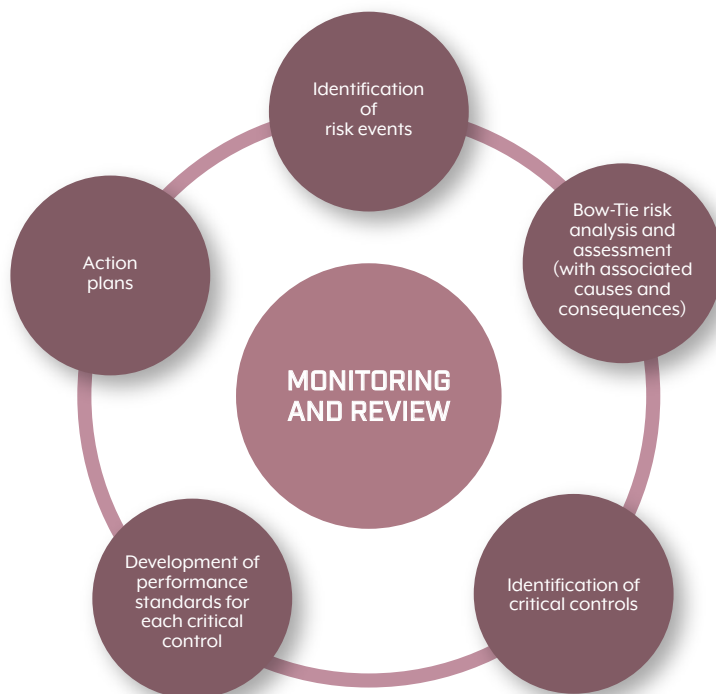 Identification
of
risk events
Bow-Tie risk
analysis and
assessment
(with associated
causes and
consequences)
Identification of
critical controls
Development of
performance
standards for
each critical
control
Action
plans
MONITORING
AND REVIEW